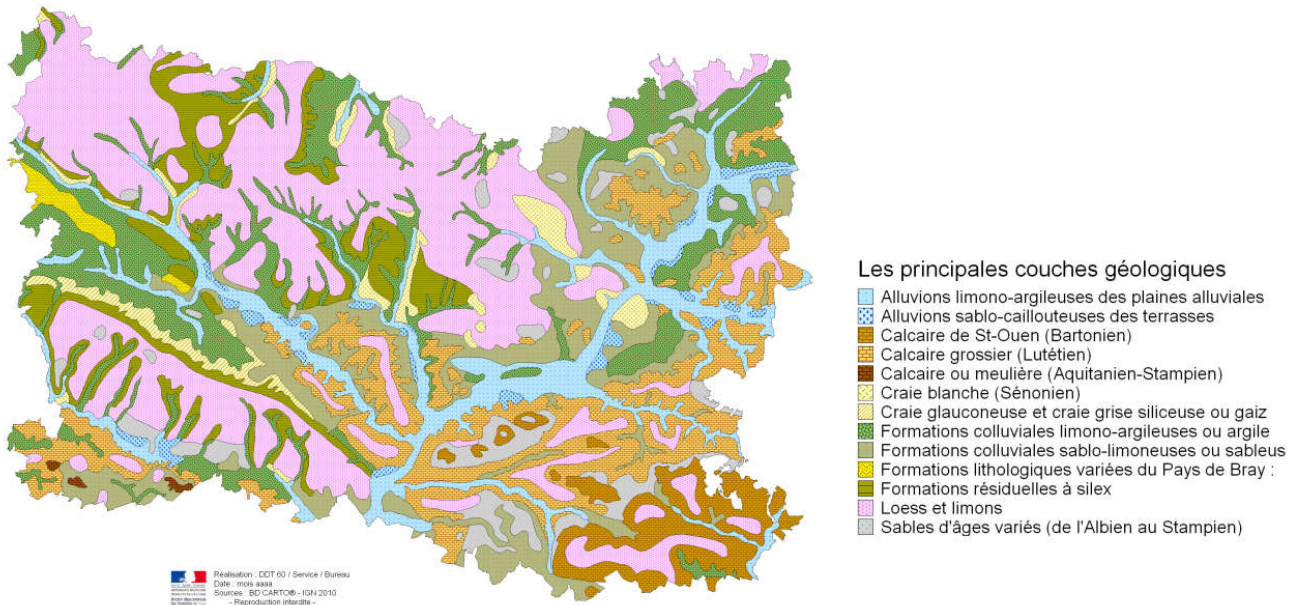 Les principales couches géologiques
Alluvions limono-argileuses des plaines alluviales
Alluvions sablo-caillouteuses des terrasses
Calcaire de St-Ouen (Bartonien)
Calcaire grossier (Lutétien)
Calcaire ou meulière (Aquitanien-Stampien)
Craie blanche (Sénonien)
Craie glauconeuse et craie grise siliceuse ou gaiz
Formations colluviales limono-argileuses ou argile
Formations colluviales sablo-limoneuses ou sableus
Formations lithologiques variées du Pays de Bray :
Formations résiduelles à silex
Loess et limons
Sables d'âges variés (de l'Albien au Stampien)
Réalisation : DDT 60 / Service / Bureau
Date : mois aaaa
Sources : BD CARTO® - IGN 2010
- Reproduction interdite -